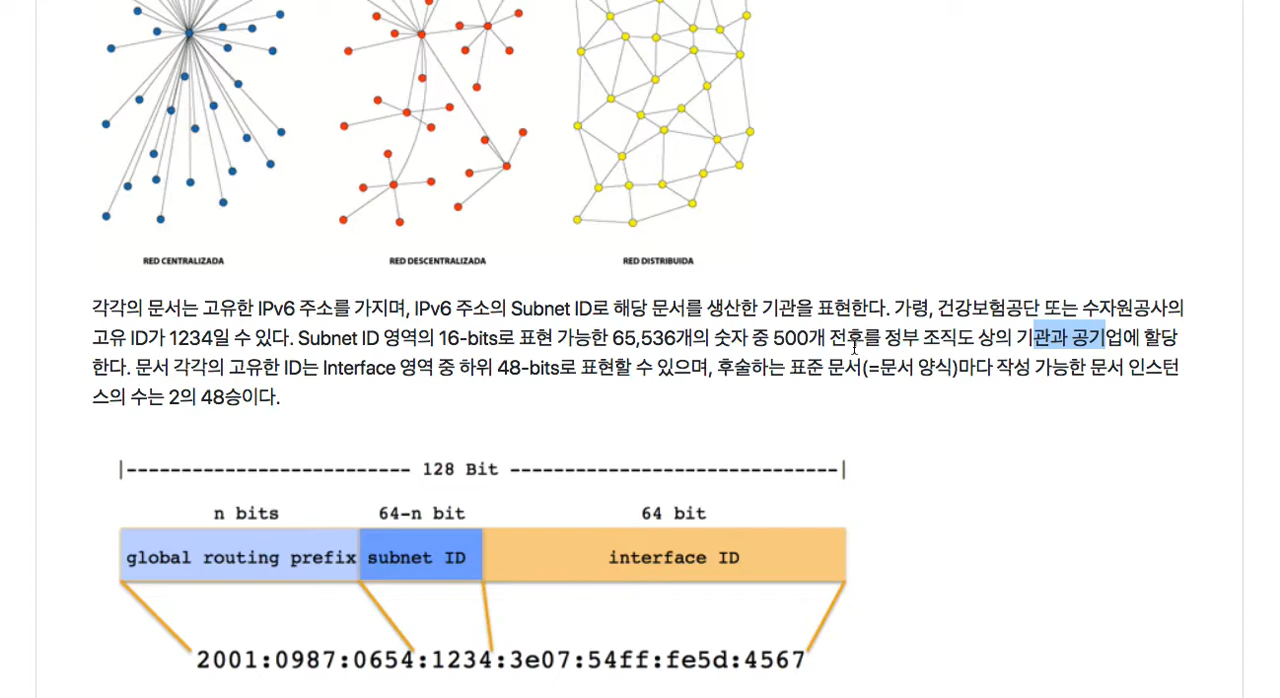 RED CENTRALIZADA
RED DESCENTRALIZADA
RED DISTRIBUIDA
각각의 문서는 고유한 IPv6 주소를 가지며, IPv6 주소의 Subnet ID로 해당 문서를 생산한 기관을 표현한다. 가령, 건강보험공단 또는 수자원공사의
고유 ID가 1234일 수 있다. Subnet ID 영역의 16-bits로 표현 가능한 65,536개의 숫자 중 500개 전후를 정부 조직도 상의 기관과 공기업에 할당
한다. 문서 각각의 고유한 ID는 Interface 영역 중 하위 48-bits로 표현할 수 있으며, 후술하는 표준 문서(=문서 양식)마다 작성 가능한 문서 인스턴
스의 수는 2의 48승이다.
|-------------------------- 128 Bit ------------------------------|
n bits
64-n bit
64 bit
global routing prefix
subnet ID
interface ID
2001:0987:0654:1234:3e07:54ff:fe5d:4567